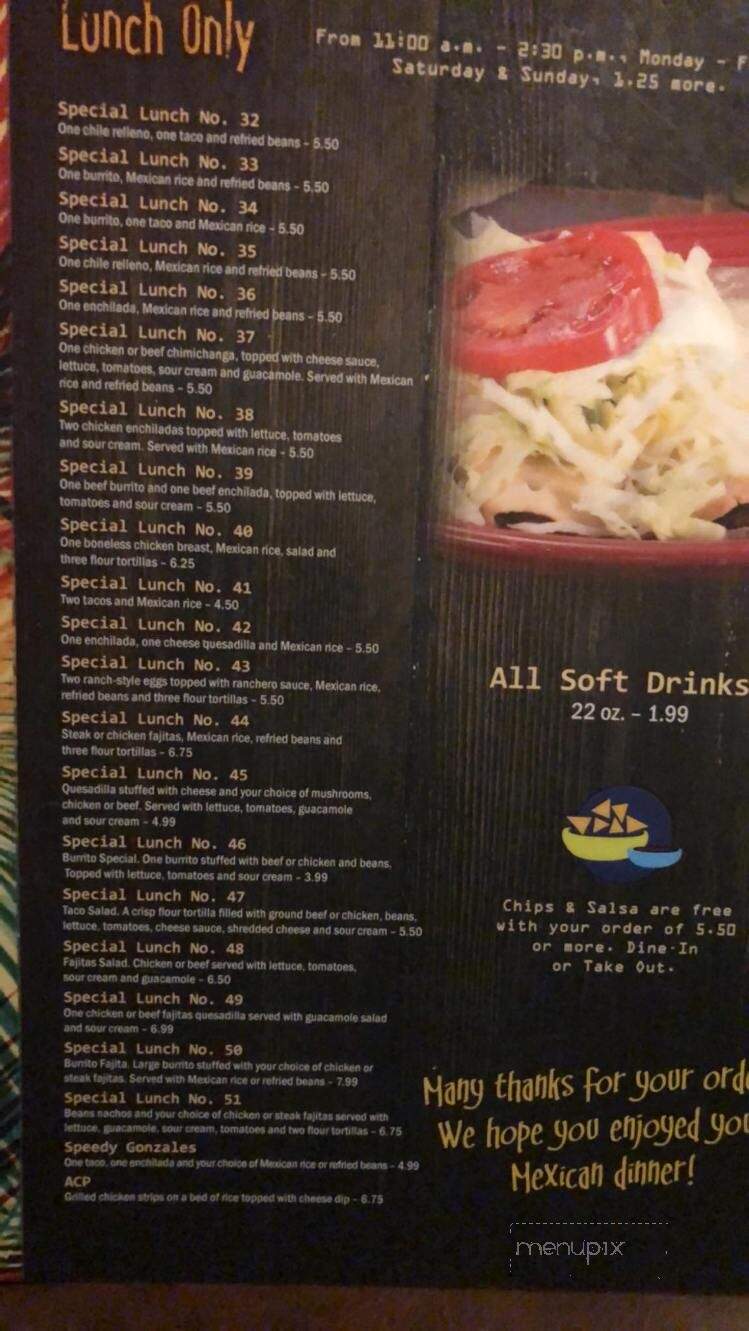 Lunch Only
From 11:00 a.m. - 2:30 p.m., Monday - F
Saturday & Sunday, 1.25 more.
Special Lunch No. 32
One chile relleno, one taco and refried beans - 5.50
Special Lunch No. 33
One burrito, Mexican rice and refried beans - 5.50
Special Lunch No. 34
One burrito, one taco and Mexican rice - 5.50
Special Lunch No. 35
One chile relleno, Mexican rice and refried beans - 5.50
Special Lunch No. 36
One enchilada, Mexican rice and refried beans - 5.50
Special Lunch No. 37
One chicken or beef chimichanga, topped with cheese sauce,
lettuce, tomatoes, sour cream and guacamole. Served with Mexican
rice and refried beans - 5.50
Special Lunch No. 38
Two chicken enchiladas topped with lettuce, tomatoes
and sour cream. Served with Mexican rice - 5.50
Special Lunch No. 39
One beef burrito and one beef enchilada, topped with lettuce,
tomatoes and sour cream - 5.50
Special Lunch No. 40
One boneless chicken breast, Mexican rice, salad and
three flour tortillas - 6.25
Special Lunch No. 41
Two tacos and Mexican rice - 4.50
Special Lunch No. 42
One enchilada, one cheese quesadilla and Mexican rice - 5.50
Special Lunch No. 43
Two ranch-style eggs topped with ranchero sauce, Mexican rice,
refried beans and three flour tortillas - 5.50
Special Lunch No. 44
Steak or chicken fajitas, Mexican rice, refried beans and
three flour tortillas - 6.75
Special Lunch No. 45
Quesadilla stuffed with cheese and your choice of mushrooms,
chicken or beef. Served with lettuce, tomatoes, guacamole
and sour cream - 4.99
Special Lunch No. 46
Burrito Special. One burrito stuffed with beef or chicken and beans.
Topped with lettuce, tomatoes and sour cream - 3.99
Special Lunch No. 47
Taco Salad. A crisp flour tortilla filled with ground beef or chicken, beans,
lettuce, tomatoes, cheese sauce, shredded cheese and sour cream - 5.50
Special Lunch No. 48
Fajitas Salad. Chicken or beef served with lettuce, tomatoes,
sour cream and guacamole - 6.50
Special Lunch No. 49
One chicken or beef fajitas quesadilla served with guacamole salad
and sour cream - 6.99
Special Lunch No. 50
Burrito Fajita. Large burrito stuffed with your choice of chicken or
steak fajitas. Served with Mexican rice or refried beans - 7.99
Special Lunch No. 51
Beans nachos and your choice of chicken or steak fajitas served with
lettuce, guacamole, sour cream, tomatoes and two flour tortillas - 6.75
Speedy Gonzales
One taco, one enchilada and your choice of Mexican rice or refried beans - 4.99
ACP
Grilled chicken strips on a bed of rice topped with cheese dip - 6.75
All Soft Drinks
22 oz. - 1.99
Chips & Salsa are free
with your order of 5.50
or more. Dine-In
or Take Out.
Many thanks for your orde
We hope you enjoyed you
Mexican dinner!
menupix